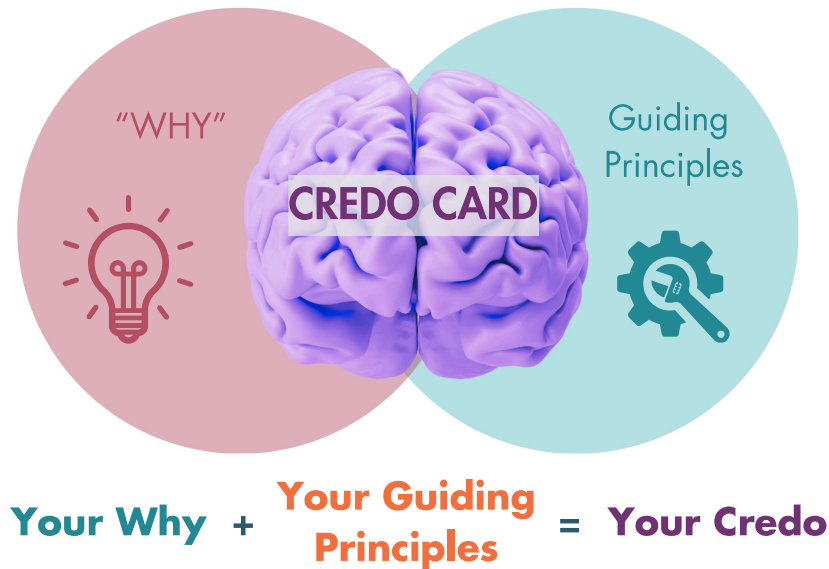 “WHY”
Guiding
Principles
CREDO CARD
Your Why + Your Guiding
Principles = Your Credo